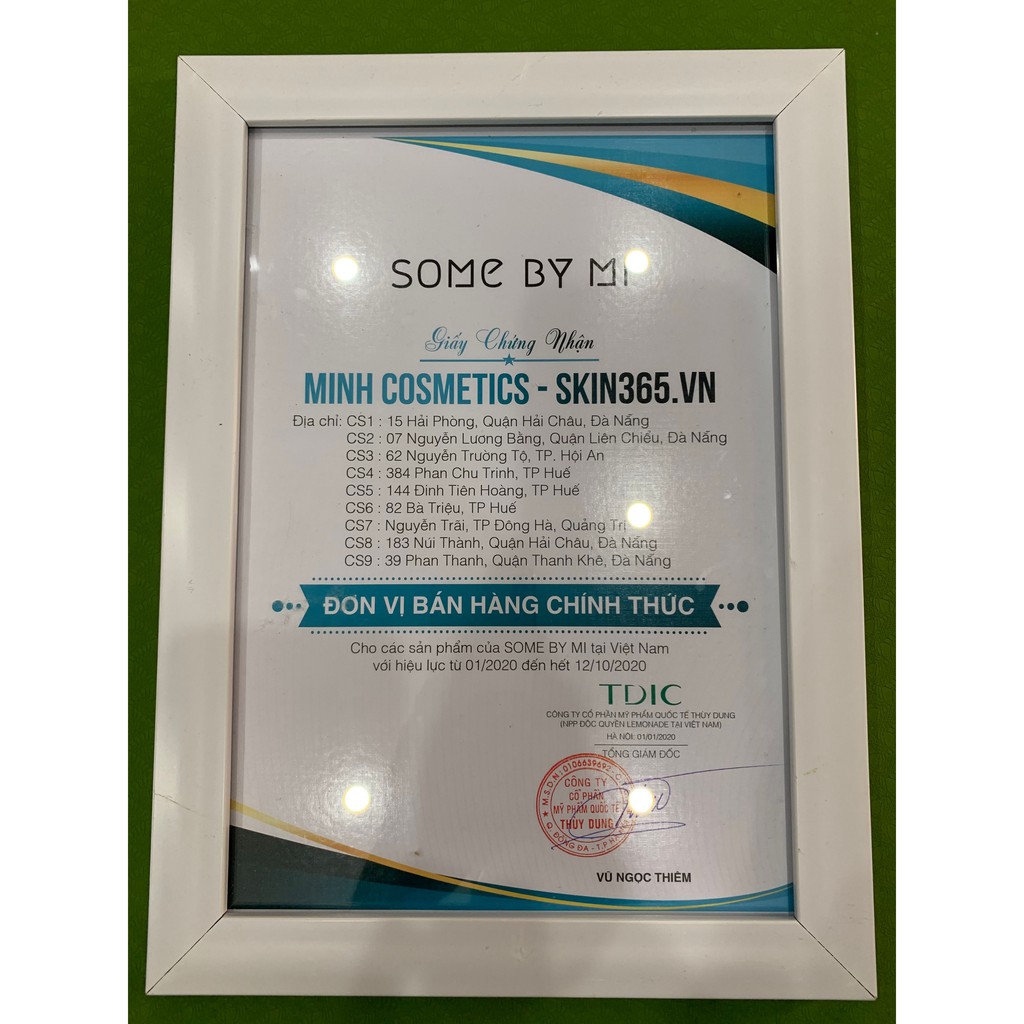 SOME BY MI
Giấy Chứng Nhận
MINH COSMETICS - SKIN365.VN
Địa chỉ: CS1 : 15 Hải Phòng, Quận Hải Châu, Đà Nẵng
CS2 : 07 Nguyễn Lương Bằng, Quận Liên Chiểu, Đà Nẵng
CS3 : 62 Nguyễn Trường Tộ, TP. Hội An
CS4 : 384 Phan Chu Trinh, TP Huế
CS5 : 144 Đinh Tiên Hoàng, TP Huế
CS6 : 82 Bà Triệu, TP Huế
CS7 : Nguyễn Trãi, TP Đông Hà, Quảng Trị
CS8 : 183 Núi Thành, Quận Hải Châu, Đà Nẵng
CS9 : 39 Phan Thanh, Quận Thanh Khê, Đà Nẵng
ĐƠN VỊ BÁN HÀNG CHÍNH THỨC
Cho các sản phẩm của SOME BY MI tại Việt Nam
với hiệu lực từ 01/2020 đến hết 12/10/2020
TDIC
CÔNG TY CỔ PHẦN MỸ PHẨM QUỐC TẾ THÙY DUNG
(NPP ĐỘC QUYỀN LEMONADE TẠI VIỆT NAM)
HÀ NỘI: 01/01/2020
TỔNG GIÁM ĐỐC
M.S.D.N: 0106639692
CÔNG TY
CỔ PHẦN
MỸ PHẨM QUỐC TẾ
THÙY DUNG
Q. ĐỐNG ĐA - T.P
VŨ NGỌC THIÊM